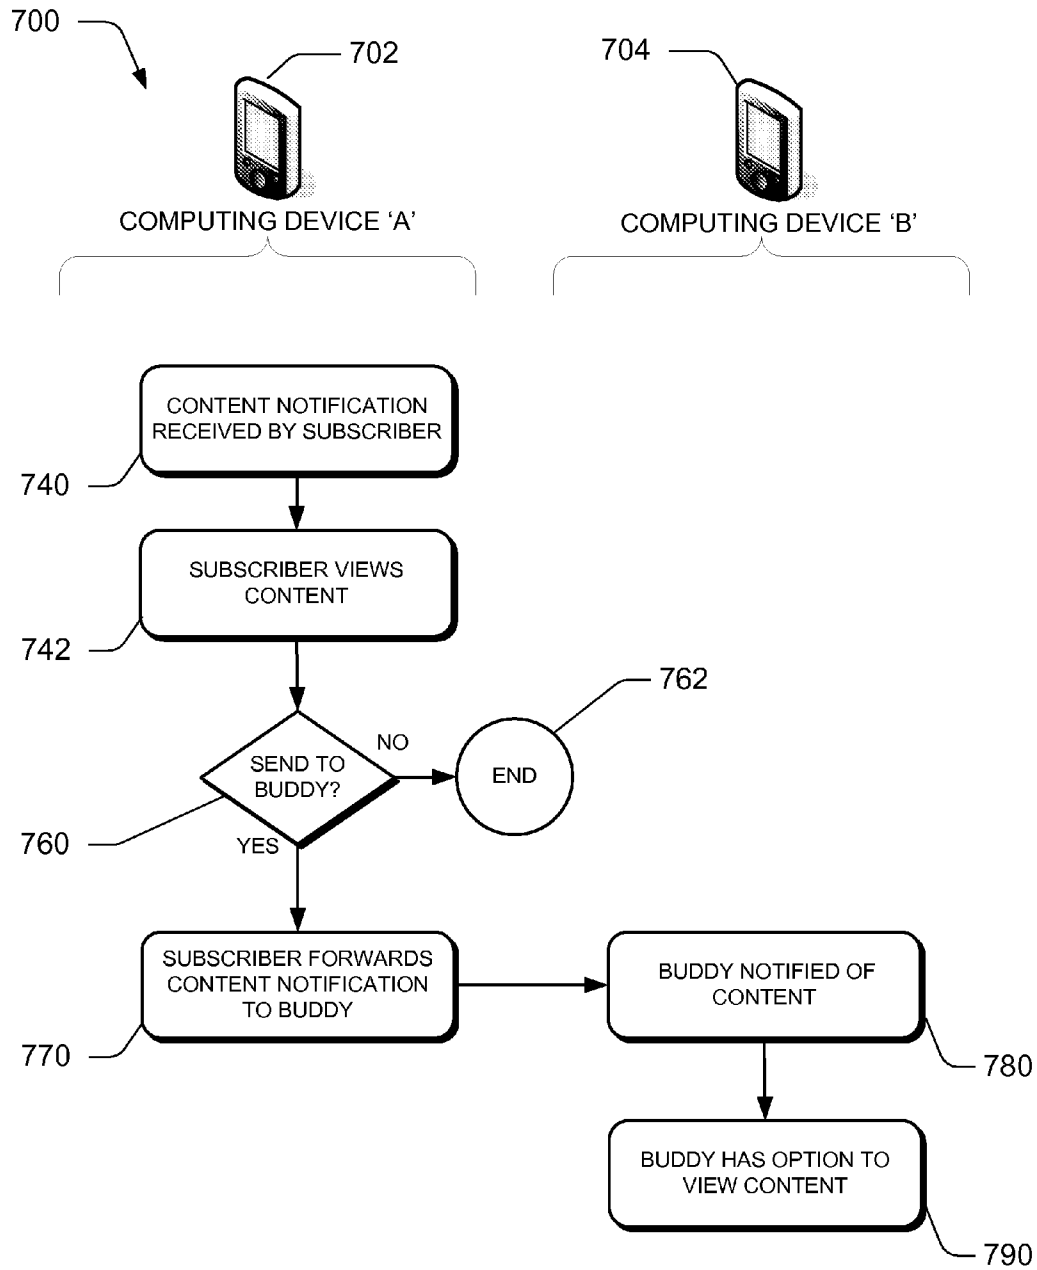 700
702
704
COMPUTING DEVICE ‘A’
COMPUTING DEVICE ‘B’
CONTENT NOTIFICATION
RECEIVED BY SUBSCRIBER
740
SUBSCRIBER VIEWS
CONTENT
742
762
SEND TO
BUDDY?
NO
END
760
YES
SUBSCRIBER FORWARDS
CONTENT NOTIFICATION
TO BUDDY
770
BUDDY NOTIFIED OF
CONTENT
780
BUDDY HAS OPTION TO
VIEW CONTENT
790